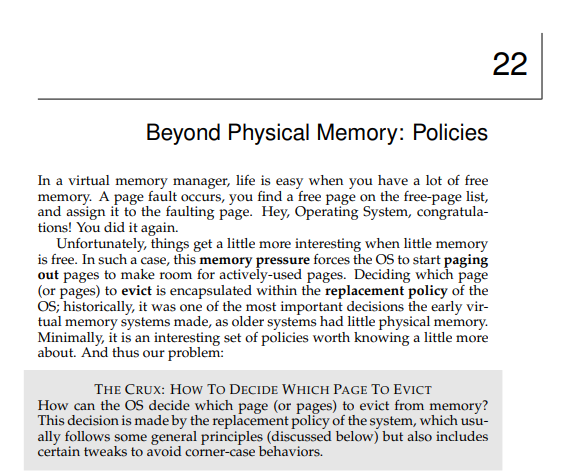 22
Beyond Physical Memory: Policies
In a virtual memory manager, life is easy when you have a lot of free
memory. A page fault occurs, you find a free page on the free-page list,
and assign it to the faulting page. Hey, Operating System, congratula-
tions! You did it again.
Unfortunately, things get a little more interesting when little memory
is free. In such a case, this memory pressure forces the OS to start paging
out pages to make room for actively-used pages. Deciding which page
(or pages) to evict is encapsulated within the replacement policy of the
OS; historically, it was one of the most important decisions the early vir-
tual memory systems made, as older systems had little physical memory.
Minimally, it is an interesting set of policies worth knowing a little more
about. And thus our problem:
THE CRUX: HOW TO DECIDE WHICH PAGE TO EVICT
How can the OS decide which page (or pages) to evict from memory?
This decision is made by the replacement policy of the system, which usu-
ally follows some general principles (discussed below) but also includes
certain tweaks to avoid corner-case behaviors.